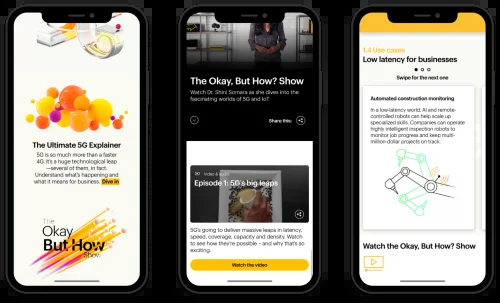 The Ultimate 5G Explainer
5G is so much more than a faster
4G. It's a huge technological leap
—several of them, in fact.
Understand what's happening and
what it means for business. Dive in
The
Okay
But How
Show
The Okay, But How? Show
Watch Dr. Shini Somara as she dives into the
fascinating worlds of 5G and IoT
Share this:
Video & audio
Episode 1: 5G's big leaps
5G's going to deliver massive leaps in latency,
speed, coverage, capacity and density. Watch
to see how they're possible – and why that's so
exciting.
Watch the video
1.4 Use cases
Low latency for businesses
Swipe for the next one
Automated construction monitoring
In a low-latency world, AI and remote-
controlled robots can help scale up
specialized skills. Companies can operate
highly intelligent inspection robots to
monitor job progress and keep multi-
million-dollar projects on track.
Watch the Okay, But How? Show